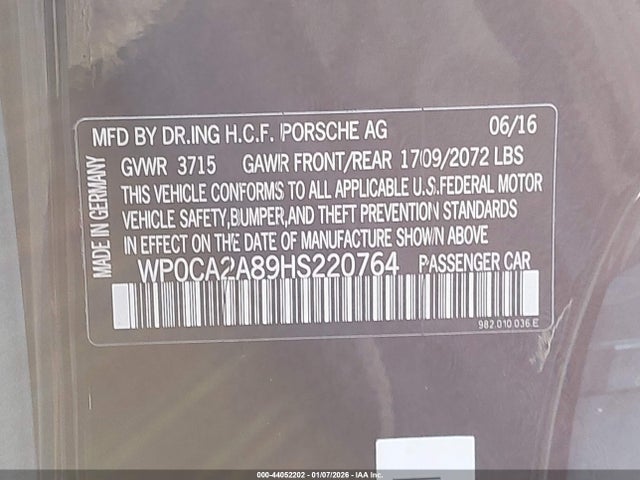 MFD BY DR.ING H.C.F. PORSCHE AG 06/16
GVWR 3715 GAWR FRONT/REAR 1709/2072 LBS
THIS VEHICLE CONFORMS TO ALL APPLICABLE U.S.FEDERAL MOTOR
VEHICLE SAFETY,BUMPER,AND THEFT PREVENTION STANDARDS
IN EFFECT ON THE DATE OF MANUFACTURE SHOWN ABOVE
WP0CA2A89HS220764 PASSENGER CAR
982.010.036.E
MADE IN GERMANY
000-44052202 - 01/07/2026 - IAA Inc.